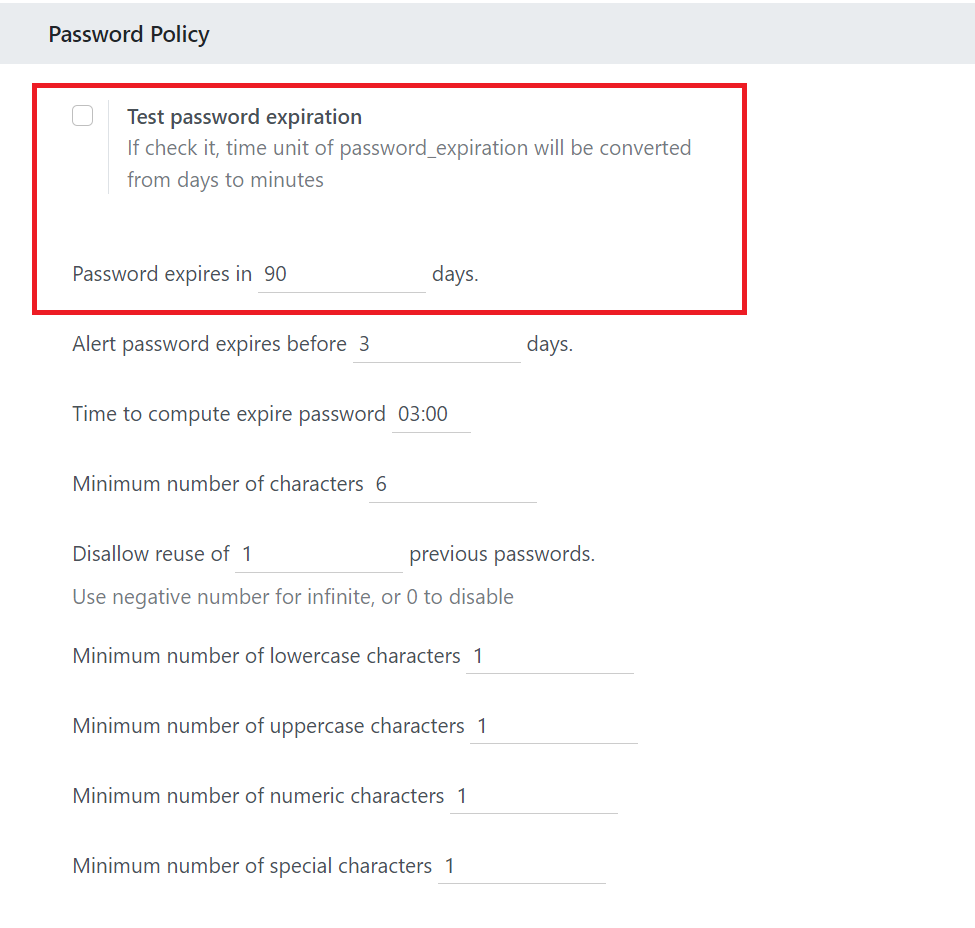 Password Policy
Test password expiration
If check it, time unit of password_expiration will be converted
from days to minutes
Password expires in 90 days.
Alert password expires before 3 days.
Time to compute expire password 03:00
Minimum number of characters 6
Disallow reuse of 1 previous passwords.
Use negative number for infinite, or 0 to disable
Minimum number of lowercase characters 1
Minimum number of uppercase characters 1
Minimum number of numeric characters 1
Minimum number of special characters 1